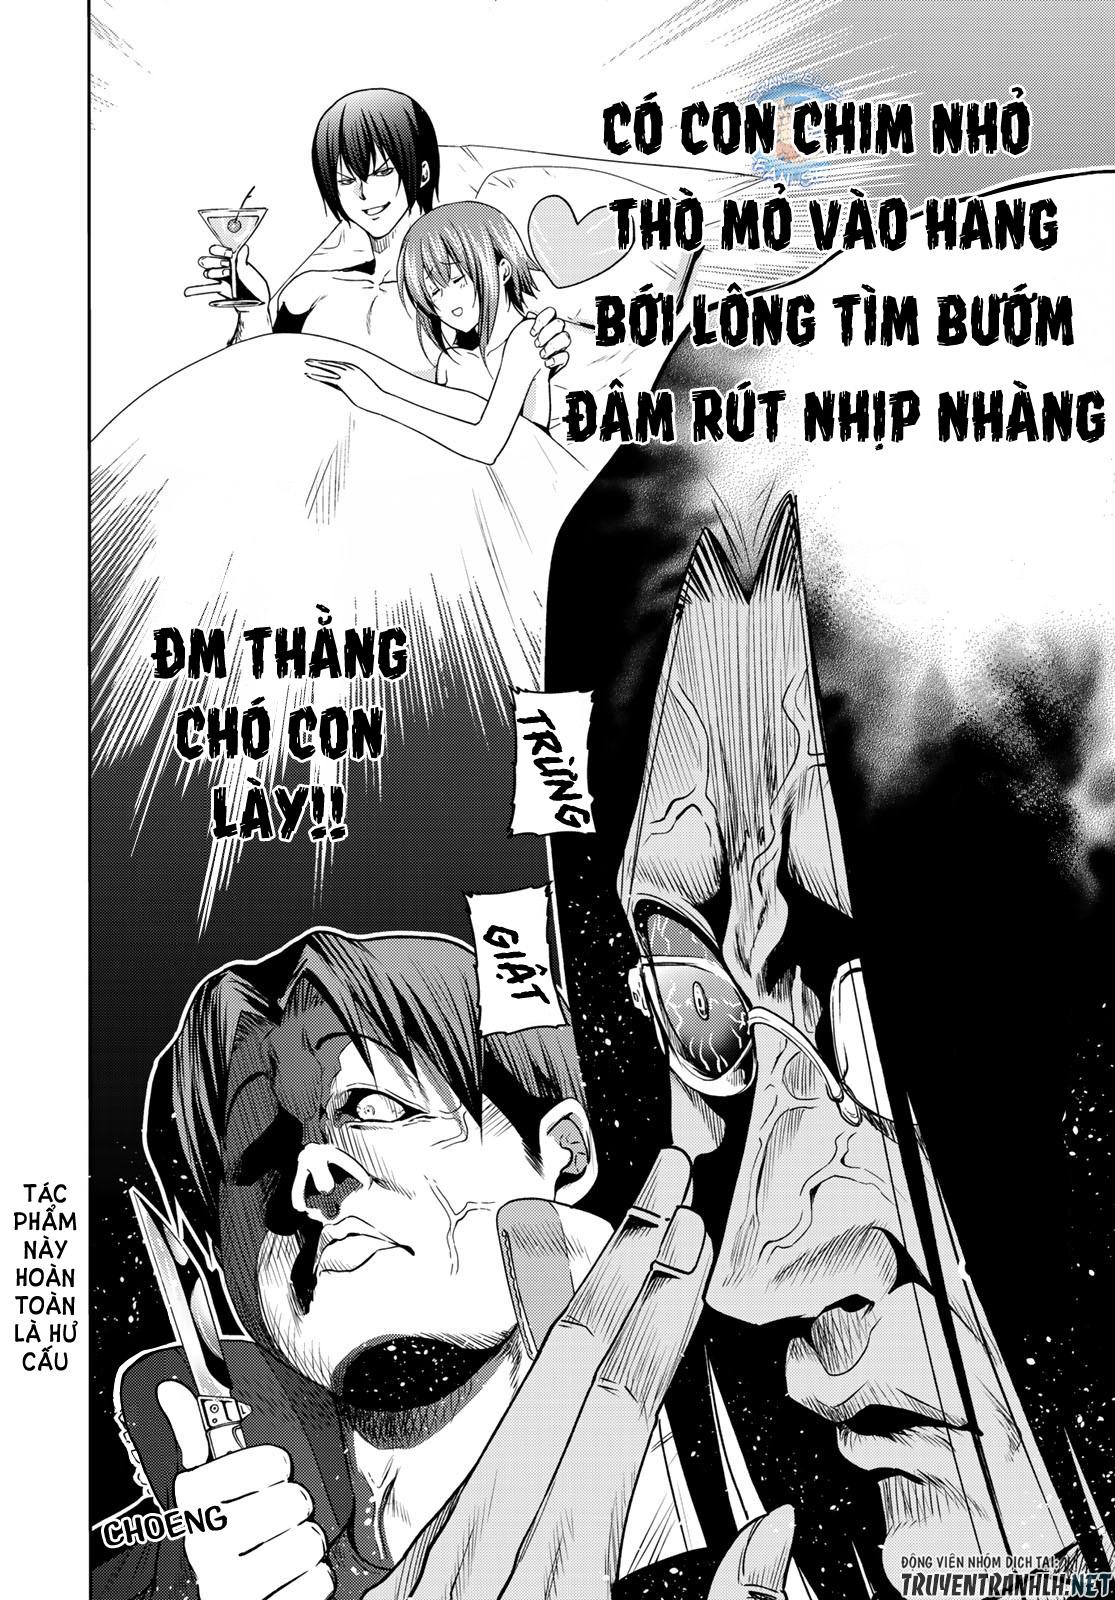 GRAND BLUE
CÓ CON CHIM NHỎ
THÒ MỎ VÀO HANG
BỚI LÔNG TÌM BƯỚM
ĐÂM RÚT NHỊP NHÀNG
ĐM THẰNG
CHÓ CON
LÀY!!
TRỪNG
GIẬT
TÁC
PHẨM
NÀY
HOÀN
TOÀN
LÀ HƯ
CẤU
CHOENG
ĐỘNG VIÊN NHÓM DỊCH TẠI:
TRUYENTRANHLH.NET